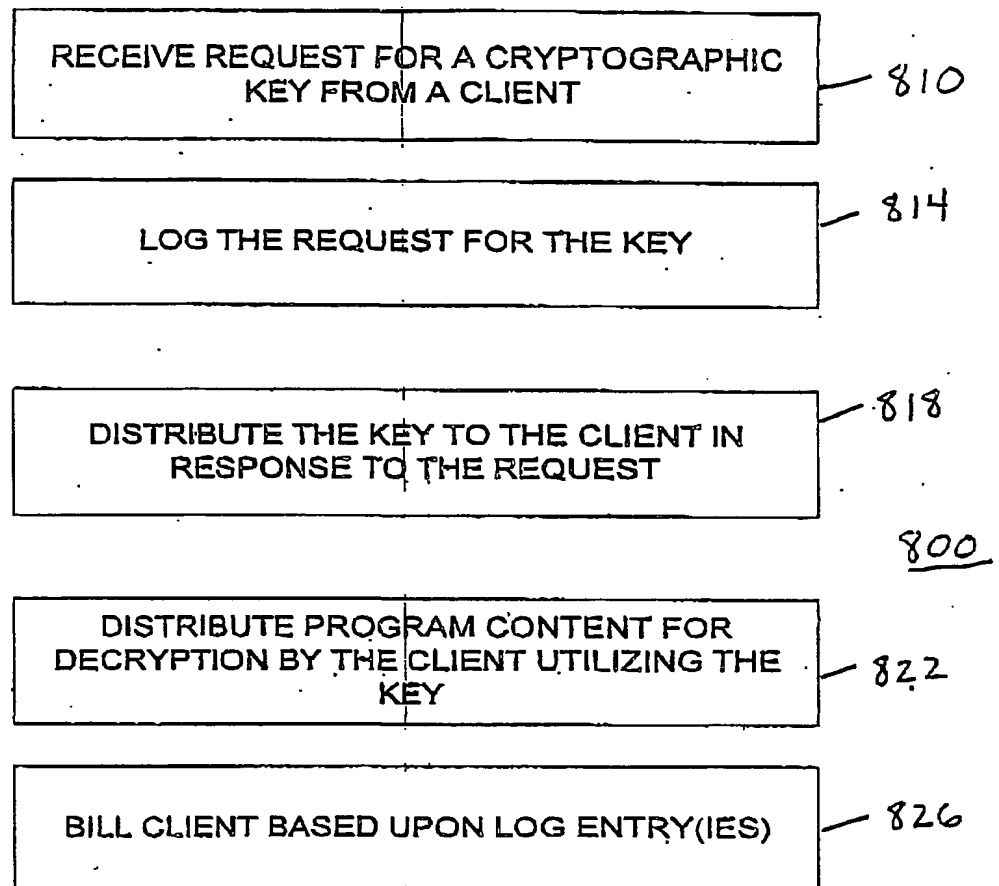 RECEIVE REQUEST FOR A CRYPTOGRAPHIC
KEY FROM A CLIENT
810
LOG THE REQUEST FOR THE KEY
814
DISTRIBUTE THE KEY TO THE CLIENT IN
RESPONSE TO THE REQUEST
818
800
DISTRIBUTE PROGRAM CONTENT FOR
DECRYPTION BY THE CLIENT UTILIZING THE
KEY
822
BILL CLIENT BASED UPON LOG ENTRY(IES)
826